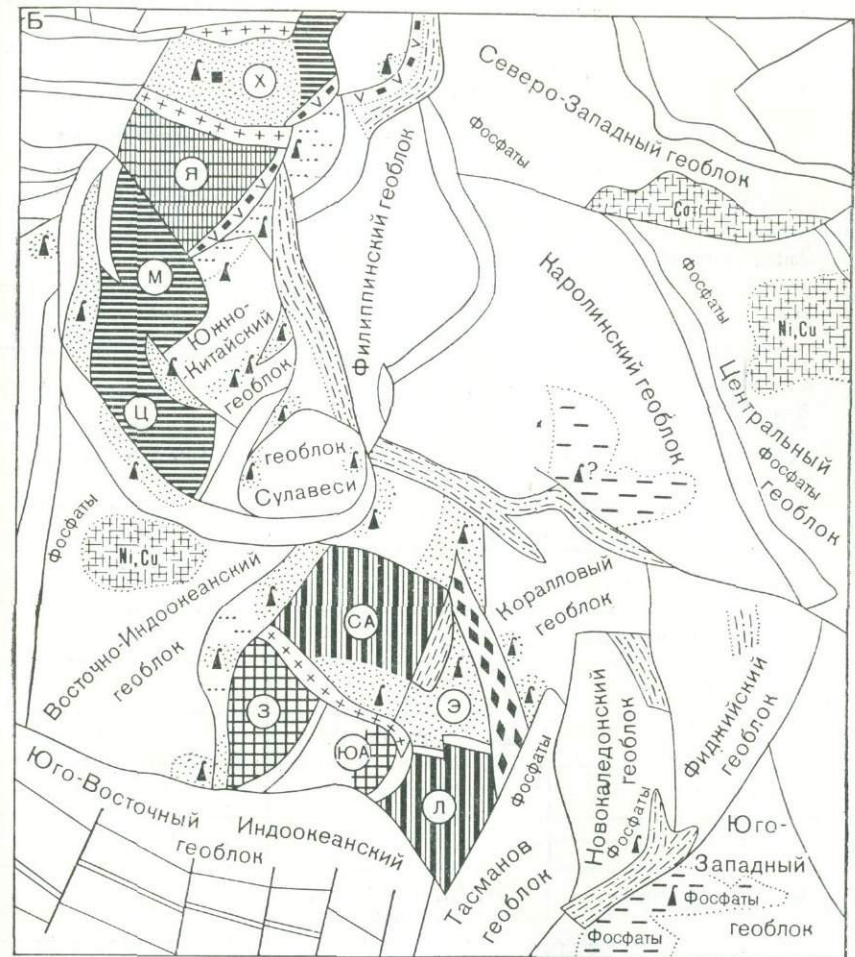 Б
Х
Северо-Западный геоблок
Фосфаты
Я
Фосфаты
Ni,Cu
М
Южно-
Китайский
геоблок
Филиппинский геоблок
Каролинский геоблок
Центральный
геоблок
Фосфаты
Ц
геоблок
Сулавеси
?
Фосфаты
Ni,Cu
Восточно-Индоокеанский
геоблок
СА
Коралловый
геоблок
З
Э
ЮА
Л
Фосфаты
Новокаледонский
геоблок
Фосфаты
Фиджийский
геоблок
Юго-Восточный Индоокеанский
геоблок
Тасманов
геоблок
Юго-
Западный
геоблок
Фосфаты
Фосфаты